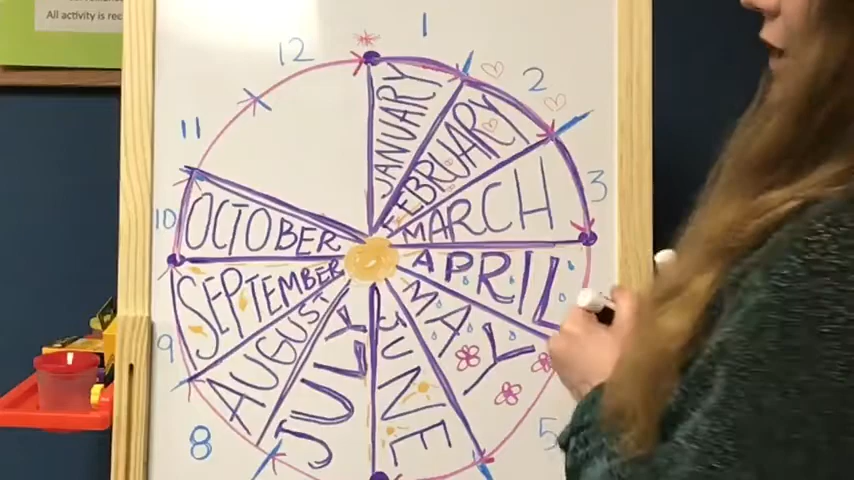 All activity is rec
1
2
3
5
8
9
10
11
12
JANUARY
FEBRUARY
MARCH
APRIL
MAY
JUNE
JULY
AUGUST
SEPTEMBER
OCTOBER